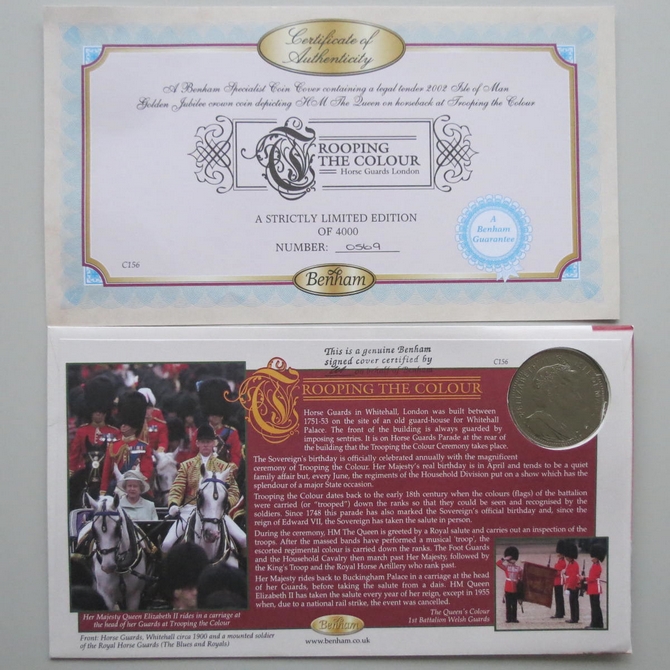 Certificate of
Authenticity
A Benham Specialist Coin Cover containing a legal tender 2002 Isle of Man
Golden Jubilee crown coin depicting HM The Queen on horseback at Trooping the Colour
TROOPING
THE COLOUR
Horse Guards London
A STRICTLY LIMITED EDITION
OF 4000
NUMBER: 0569
A
Benham
Guarantee
C156
Benham
This is a genuine Benham
signed cover certified by
C156
TROOPING THE COLOUR
Horse Guards in Whitehall, London was built between
1751-53 on the site of an old guard-house for Whitehall
Palace. The front of the building is always guarded by
imposing sentries. It is on Horse Guards Parade at the rear of
the building that the Trooping the Colour Ceremony takes place.
The Sovereign's birthday is officially celebrated annually with the magnificent
ceremony of Trooping the Colour. Her Majesty's real birthday is in April and tends to be a quiet
family affair but, every June, the regiments of the Household Division put on a show which has the
splendour of a major State occasion.
Trooping the Colour dates back to the early 18th century when the colours (flags) of the battalion
were carried (or "trooped") down the ranks so that they could be seen and recognised by the
soldiers. Since 1748 this parade has also marked the Sovereign's official birthday and, since the
reign of Edward VII, the Sovereign has taken the salute in person.
During the ceremony, HM The Queen is greeted by a Royal salute and carries out an inspection of the
troops. After the massed bands have performed a musical 'troop', the
escorted regimental colour is carried down the ranks. The Foot Guards
and the Household Cavalry then march past Her Majesty, followed by
the King's Troop and the Royal Horse Artillery who rank past.
Her Majesty rides back to Buckingham Palace in a carriage at the head
of her Guards, before taking the salute from a dais. HM Queen
Elizabeth II has taken the salute every year of her reign, except in 1955
when, due to a national rail strike, the event was cancelled.
Her Majesty Queen Elizabeth II rides in a carriage at
the head of her Guards at Trooping the Colour
Front: Horse Guards, Whitehall circa 1900 and a mounted soldier
of the Royal Horse Guards (The Blues and Royals)
Benham
www.benham.co.uk
The Queen's Colour
1st Battalion Welsh Guards